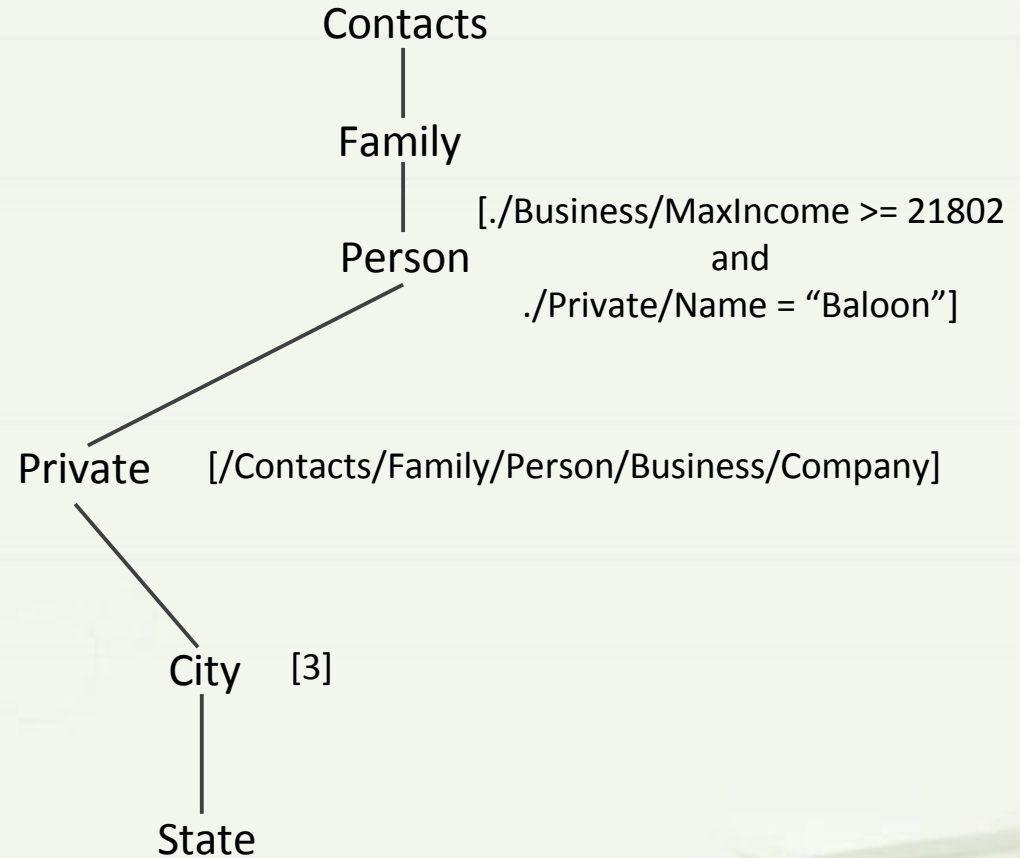 Contacts
Family
Person
[./Business/MaxIncome >= 21802
and
./Private/Name = “Baloon”]
Private [/Contacts/Family/Person/Business/Company]
City [3]
State